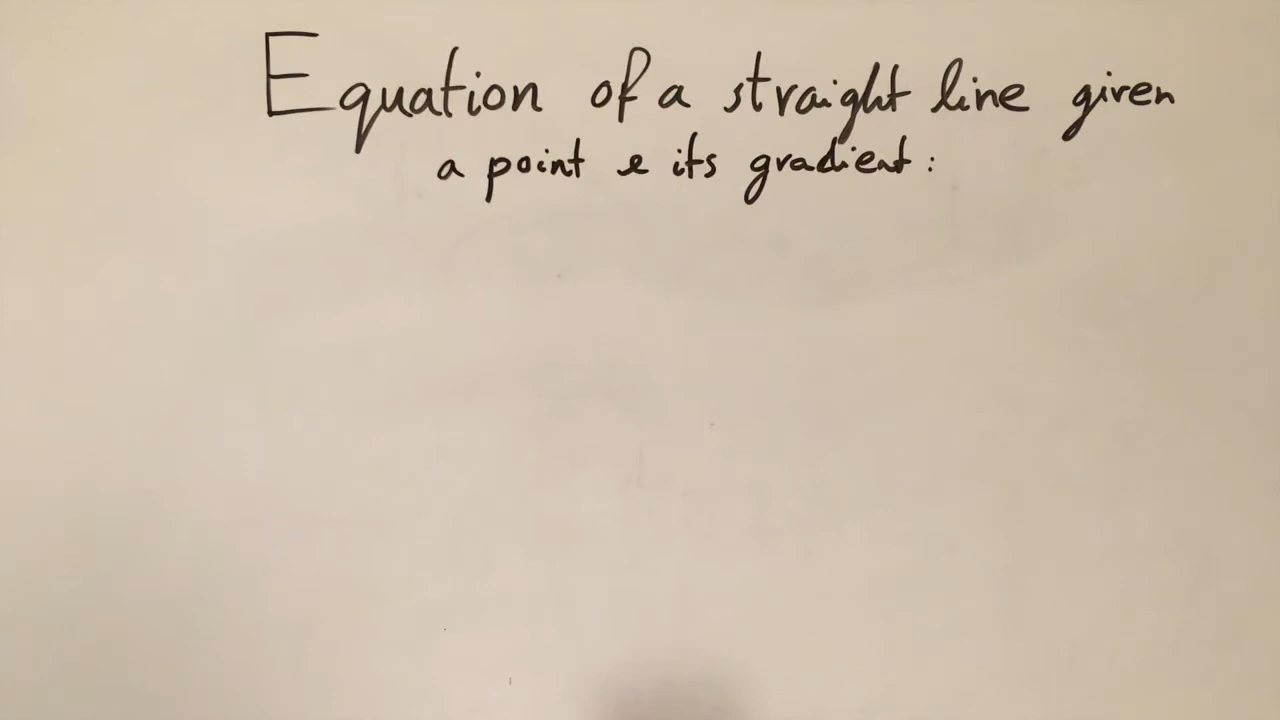 Equation of a straight line given
a point e its gradient: